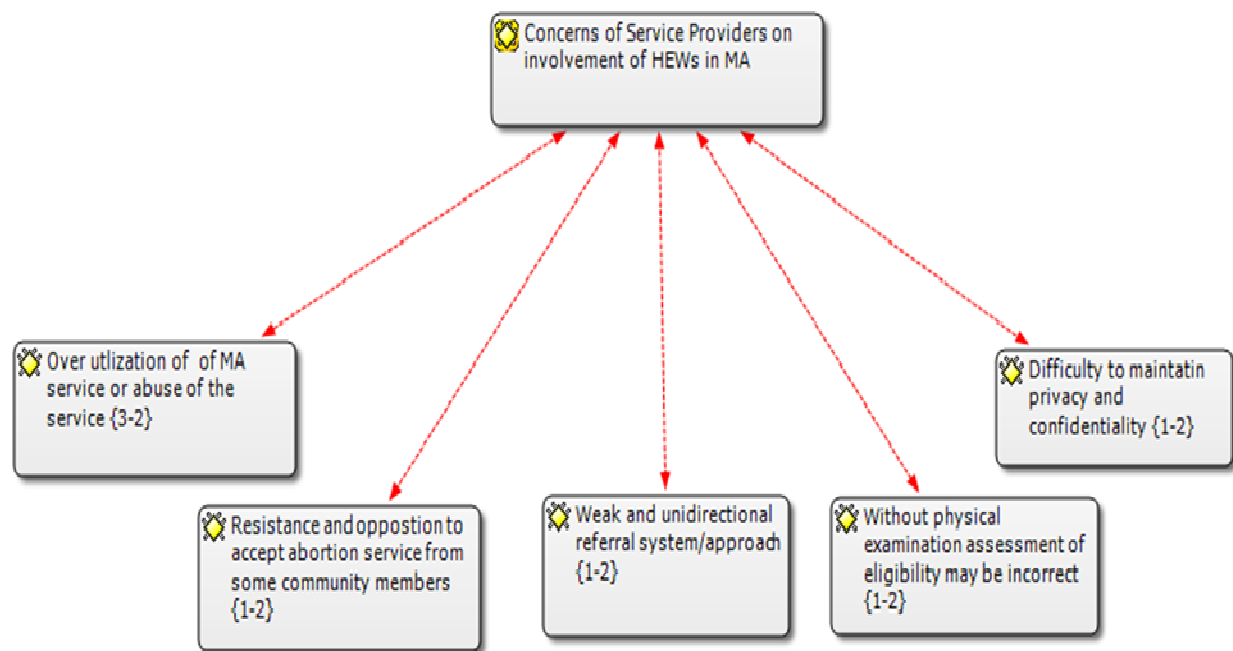 Concerns of Service Providers on
involvement of HEWs in MA
Over utlization of of MA
service or abuse of the
service {3-2}
Difficulty to maintatin
privacy and
confidentiality {1-2}
Resistance and oppostion to
accept abortion service from
some community members
{1-2}
Weak and unidirectional
referral system/approach
{1-2}
Without physical
examination assessment of
eligibility may be incorrect
{1-2}